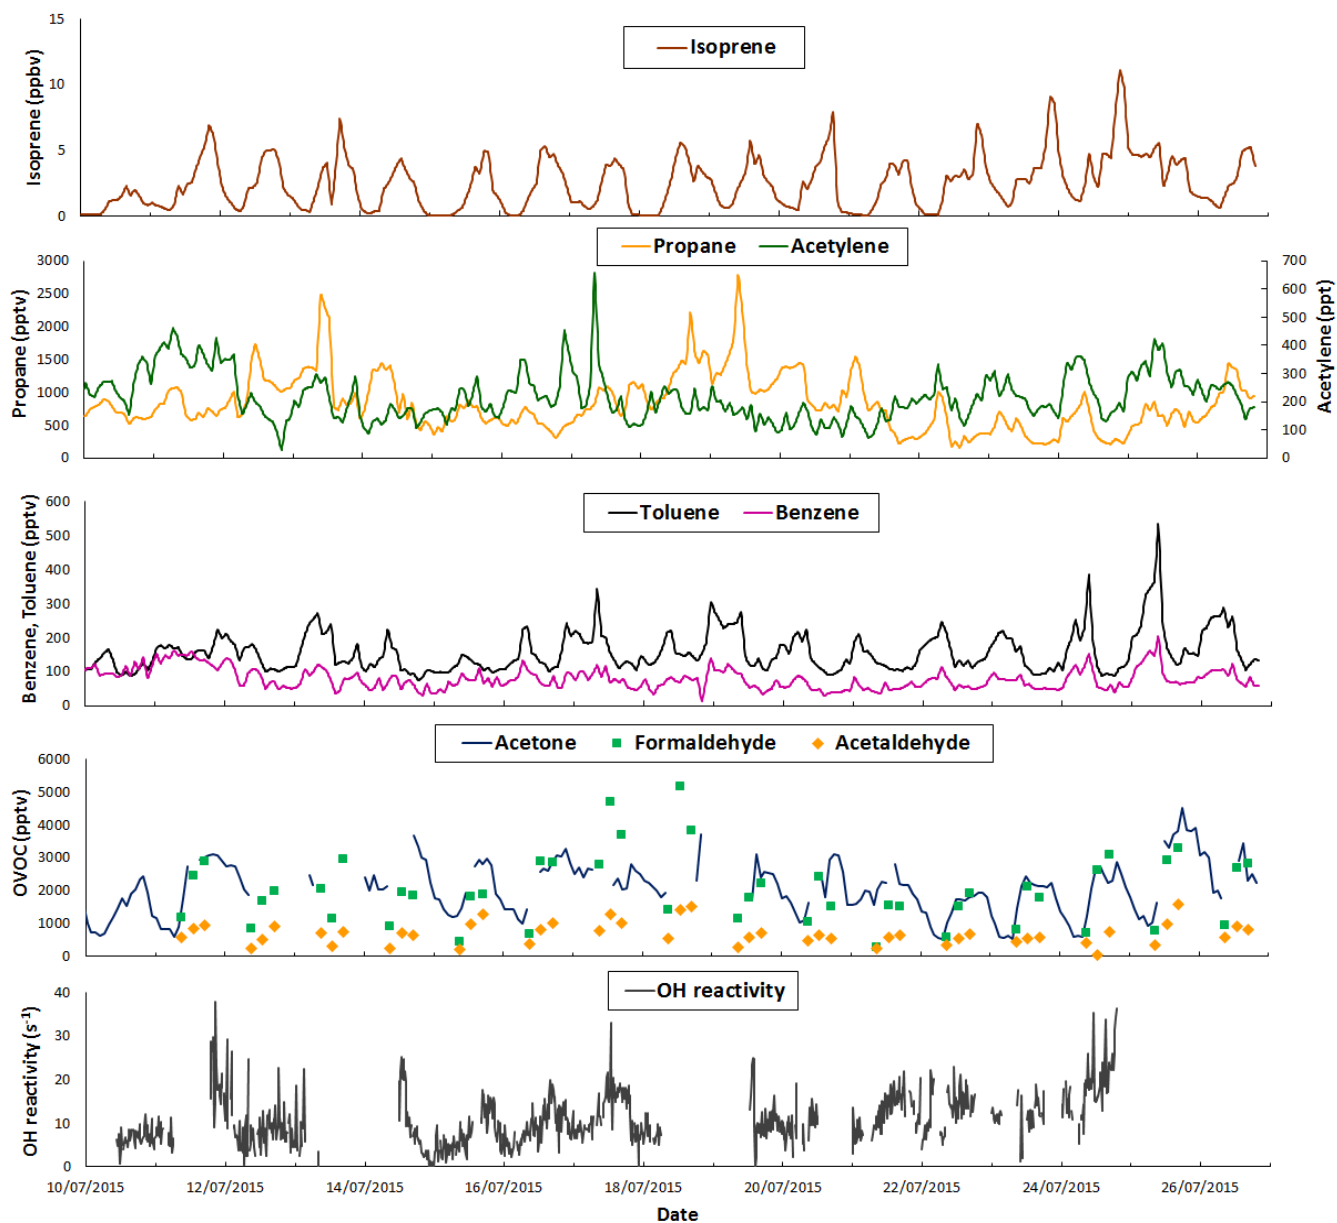 Isoprene
Isoprene (ppbv)
15
10
5
0
Propane Acetylene
Propane (pptv)
3000
2500
2000
1500
1000
500
0
Acetylene (ppt)
700
600
500
400
300
200
100
0
Toluene Benzene
Benzene, Toluene (pptv)
600
500
400
300
200
100
0
Acetone Formaldehyde Acetaldehyde
OVOC (pptv)
6000
5000
4000
3000
2000
1000
0
OH reactivity
OH reactivity (s-1)
40
30
20
10
0
10/07/2015 12/07/2015 14/07/2015 16/07/2015 18/07/2015 20/07/2015 22/07/2015 24/07/2015 26/07/2015
Date